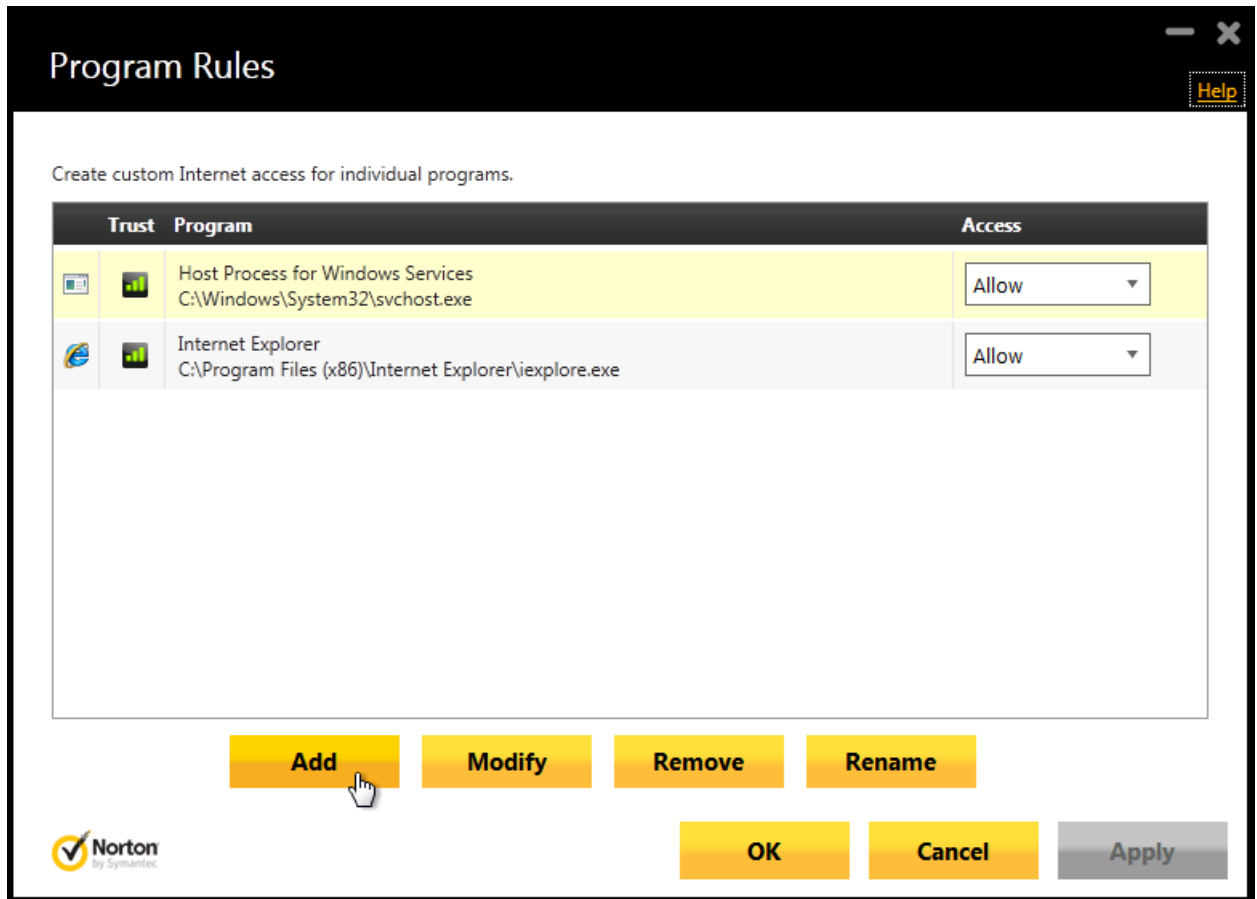 Program Rules
Help
Create custom Internet access for individual programs.
Trust Program Access
Host Process for Windows Services
C:\Windows\System32\svchost.exe
Allow
Internet Explorer
C:\Program Files (x86)\Internet Explorer\iexplore.exe
Allow
Add Modify Remove Rename
Norton
by Symantec
OK Cancel Apply